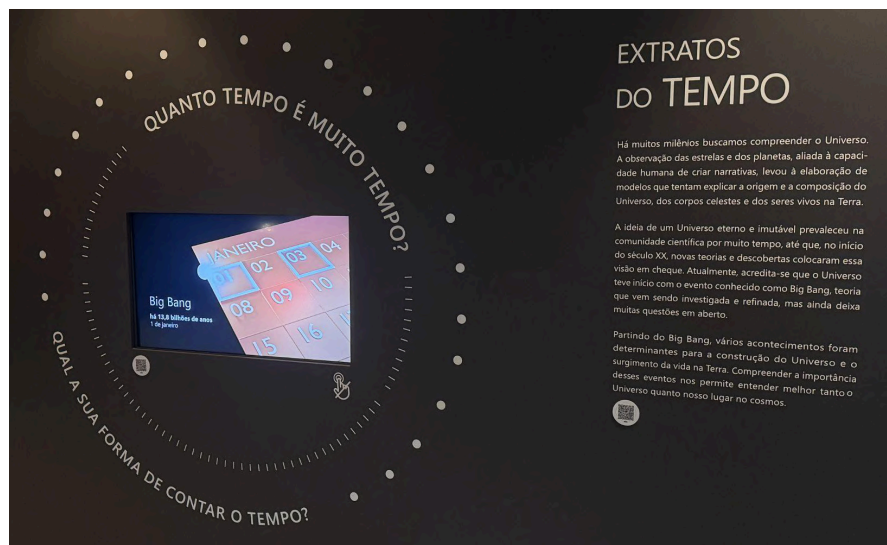 QUANTO TEMPO É MUITO TEMPO?
JANEIRO
01 02 03 04
08 09 10
15 16
Big Bang
há 13,8 bilhões de anos
1 de janeiro
QUAL A SUA FORMA DE CONTAR O TEMPO?
EXTRATOS
DO TEMPO
Há muitos milênios buscamos compreender o Universo.
A observação das estrelas e dos planetas, aliada à capaci-
dade humana de criar narrativas, levou à elaboração de
modelos que tentam explicar a origem e a composição do
Universo, dos corpos celestes e dos seres vivos na Terra.
A ideia de um Universo eterno e imutável prevaleceu na
comunidade científica por muito tempo, até que, no início
do século XX, novas teorias e descobertas colocaram essa
visão em cheque. Atualmente, acredita-se que o Universo
teve início com o evento conhecido como Big Bang, teoria
que vem sendo investigada e refinada, mas ainda deixa
muitas questões em aberto.
Partindo do Big Bang, vários acontecimentos foram
determinantes para a construção do Universo e o
surgimento da vida na Terra. Compreender a importância
desses eventos nos permite entender melhor tanto o
Universo quanto nosso lugar no cosmos.